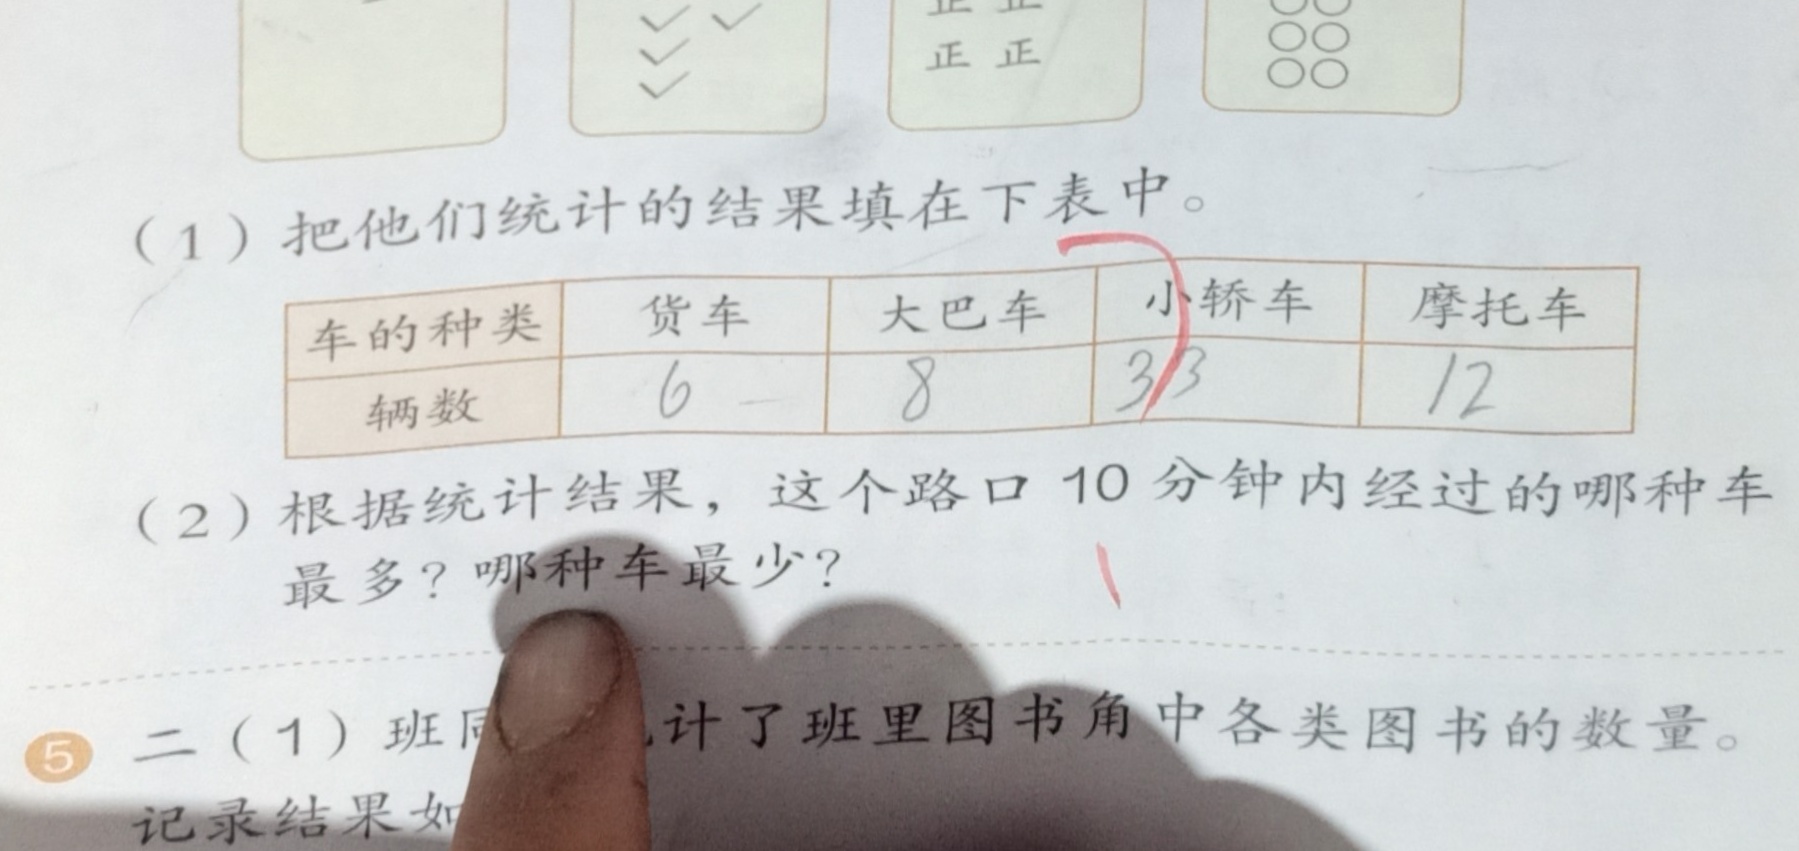 正 正
正 正
（1）把他们统计的结果填在下表中。
车的种类 货车 大巴车 小轿车 摩托车
辆数 6 8 33 12
（2）根据统计结果，这个路口 10 分钟内经过的哪种车
最多？哪种车最少？
5 二（1）班同 计了班里图书角中各类图书的数量。
记录结果如